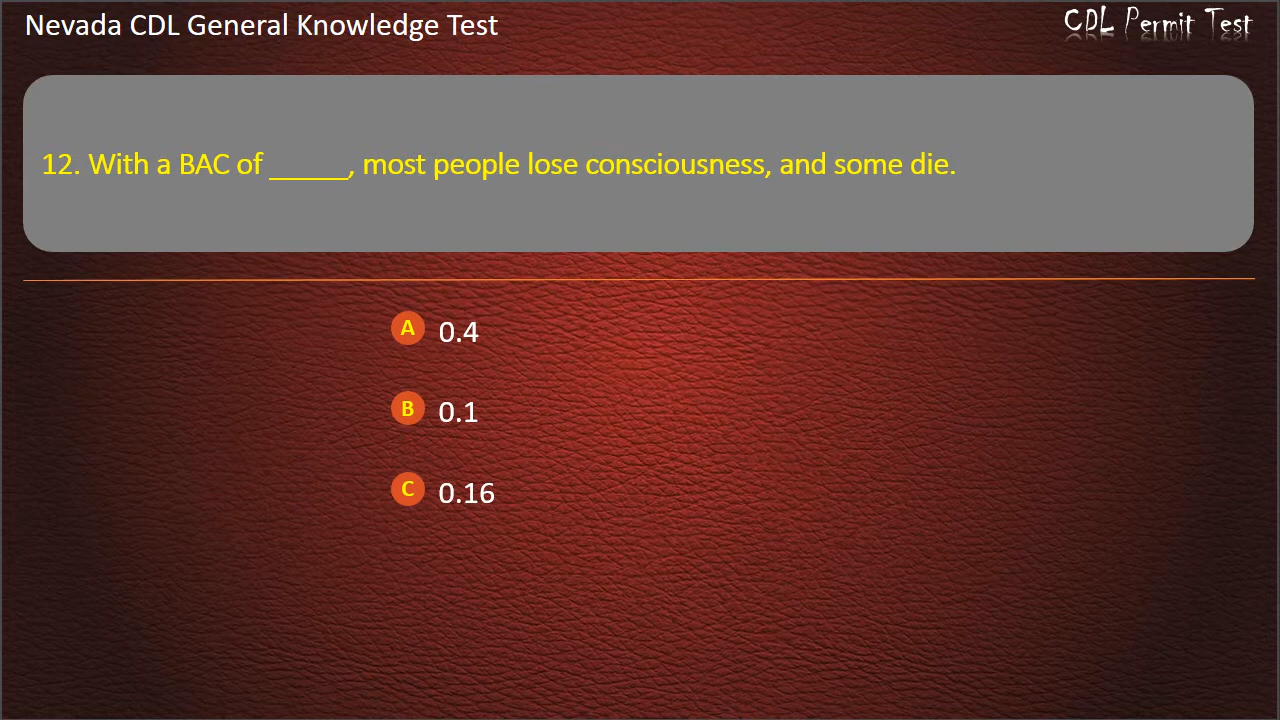 Nevada CDL General Knowledge Test
CDL Permit Test
12. With a BAC of _____, most people lose consciousness, and some die.
A 0.4
B 0.1
C 0.16